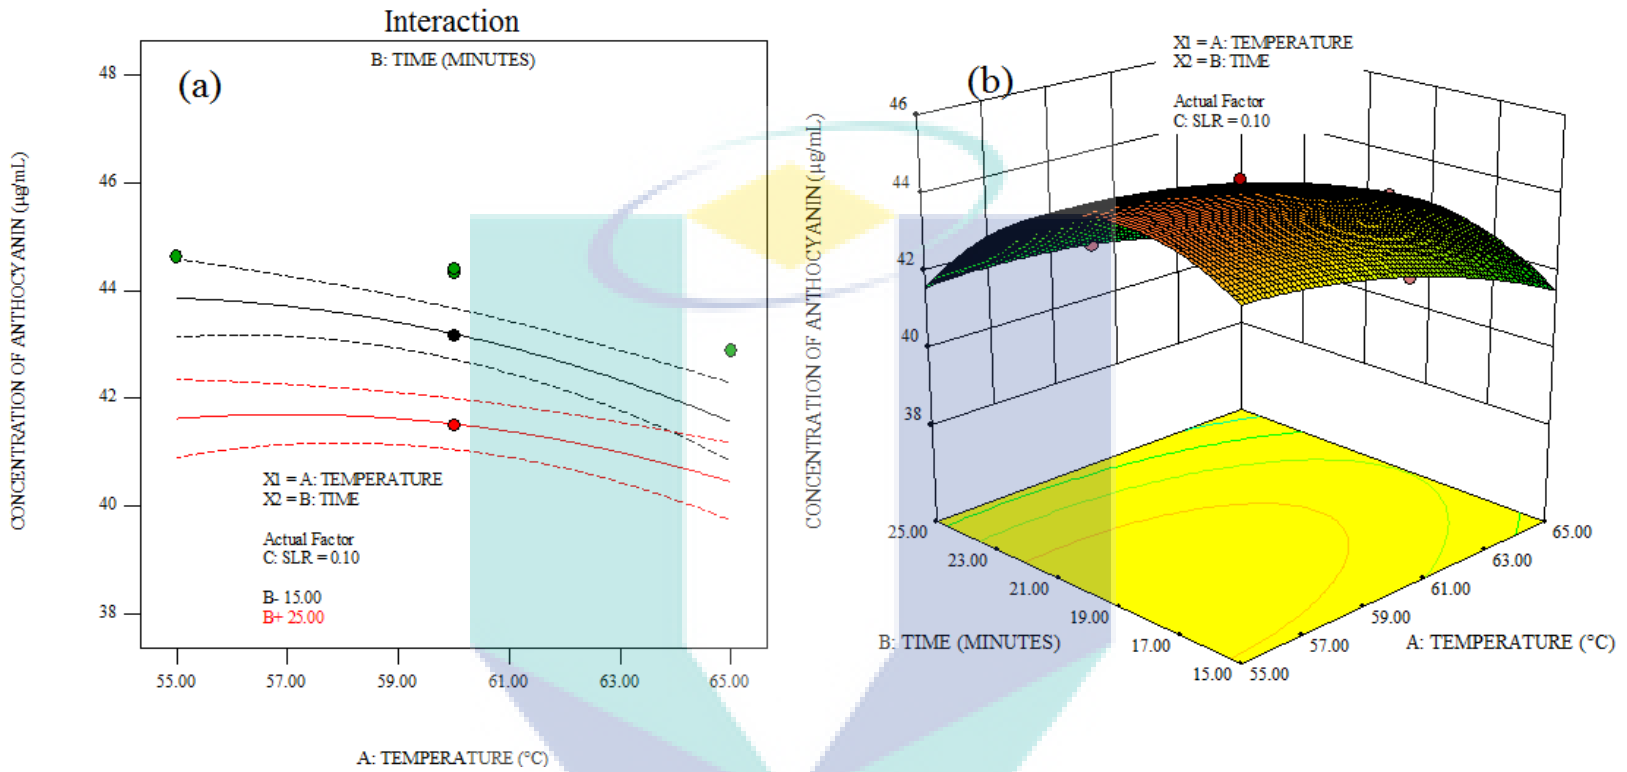 Interaction
B: TIME (MINUTES)
(a)
CONCENTRATION OF ANTHOCYANIN (µg/mL)
48
46
44
42
40
38
X1 = A: TEMPERATURE
X2 = B: TIME
Actual Factor
C: SLR = 0.10
B- 15.00
B+ 25.00
55.00
57.00
59.00
61.00
63.00
65.00
A: TEMPERATURE (°C)
(b)
X1 = A: TEMPERATURE
X2 = B: TIME
Actual Factor
C: SLR = 0.10
CONCENTRATION OF ANTHOCYANIN (µg/mL)
46
44
42
40
38
25.00
23.00
21.00
19.00
17.00
15.00
B: TIME (MINUTES)
55.00
57.00
59.00
61.00
63.00
65.00
A: TEMPERATURE (°C)